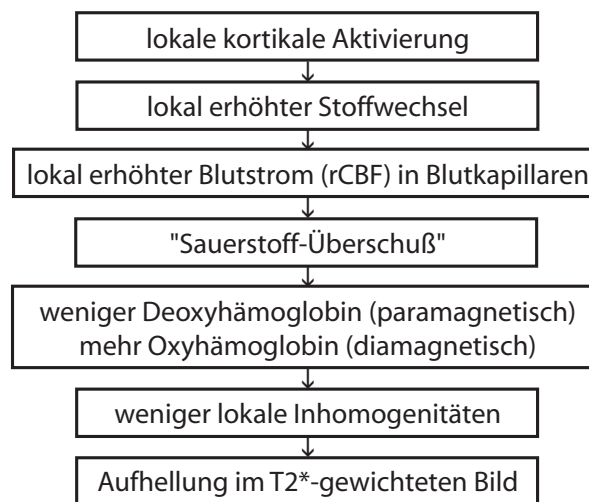 lokale kortikale Aktivierung
lokal erhöhter Stoffwechsel
lokal erhöhter Blutstrom (rCBF) in Blutkapillaren
"Sauerstoff-Überschuß"
weniger Deoxyhämoglobin (paramagnetisch)
mehr Oxyhämoglobin (diamagnetisch)
weniger lokale Inhomogenitäten
Aufhellung im T2*-gewichteten Bild